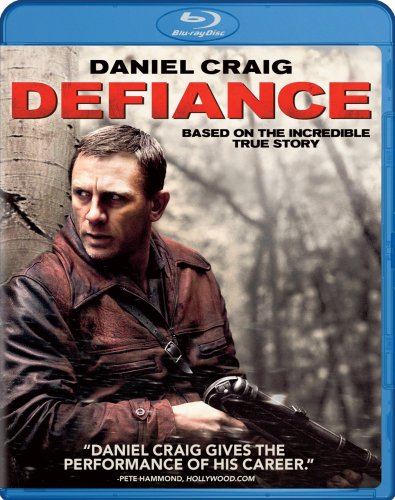 Blu-ray Disc
DANIEL CRAIG
DEFIANCE
BASED ON THE INCREDIBLE
TRUE STORY
“DANIEL CRAIG GIVES THE
PERFORMANCE OF HIS CAREER.”
-PETE HAMMOND, HOLLYWOOD.COM